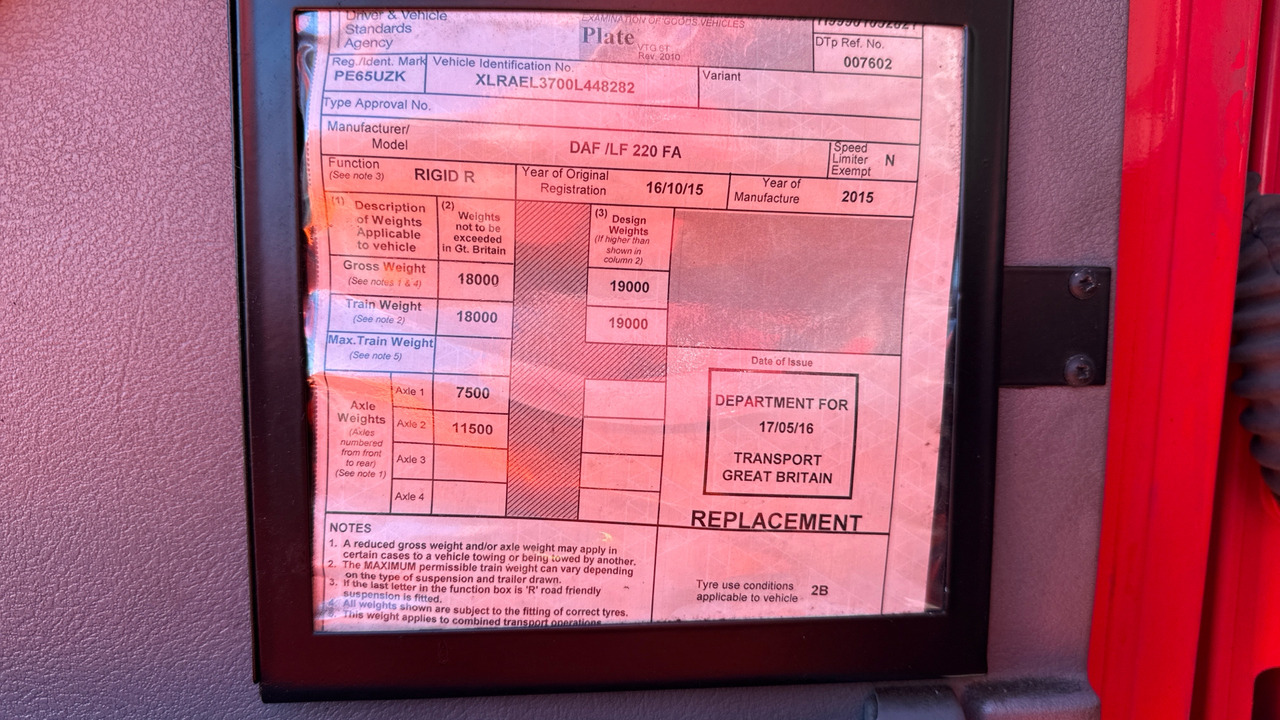 Driver & Vehicle
Standards
Agency
EXAMINATION OF GOODS VEHICLES
Plate
VTG 6T
Rev. 2010
DTp Ref. No.
007602
Reg./Ident. Mark
PE65UZK
Vehicle Identification No.
XLRAEL3700L448282
Variant
Type Approval No.
Manufacturer/
Model
DAF /LF 220 FA
Speed
Limiter
Exempt
N
Function
(See note 3)
RIGID R
Year of Original
Registration
16/10/15
Year of
Manufacture
2015
(1) Description
of Weights
Applicable
to vehicle
(2)
Weights
not to be
exceeded
in Gt. Britain
(3) Design
Weights
(If higher than
shown in
column 2)
Gross Weight
(See notes 1 & 4)
18000
19000
Train Weight
(See note 2)
18000
19000
Max.Train Weight
(See note 5)
Axle
Weights
(Axles
numbered
from front
to rear)
(See note 1)
Axle 1
7500
Axle 2
11500
Axle 3
Axle 4
Date of Issue
DEPARTMENT FOR
17/05/16
TRANSPORT
GREAT BRITAIN
REPLACEMENT
NOTES
1. A reduced gross weight and/or axle weight may apply in
certain cases to a vehicle towing or being towed by another.
2. The MAXIMUM permissible train weight can vary depending
on the type of suspension and trailer drawn.
3. If the last letter in the function box is 'R' road friendly
suspension is fitted.
4. All weights shown are subject to the fitting of correct tyres.
5. This weight applies to combined transport operations.
Tyre use conditions
applicable to vehicle
2B